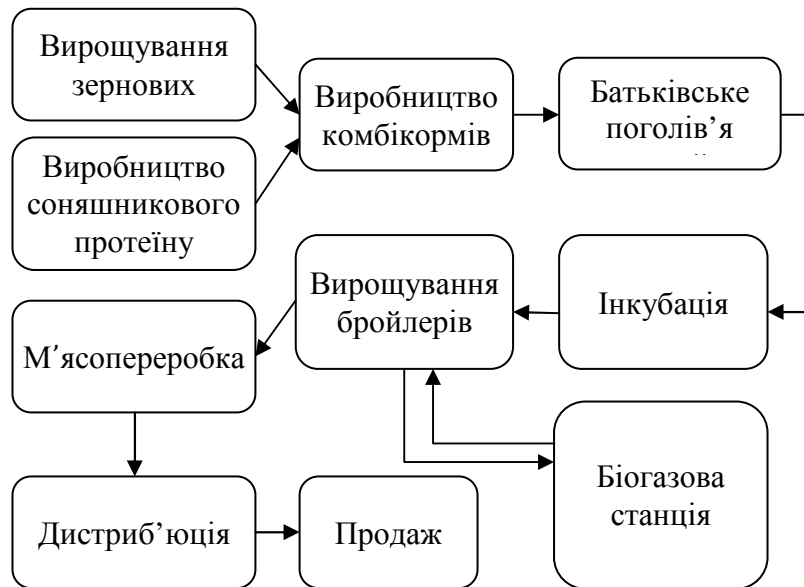 Вирощування
зернових
Виробництво
комбікормів
Батьківське
поголів’я
Виробництво
соняшникового
протеїну
Вирощування
бройлерів
Інкубація
М’ясопереробка
Біогазова
станція
Дистриб’юція
Продаж